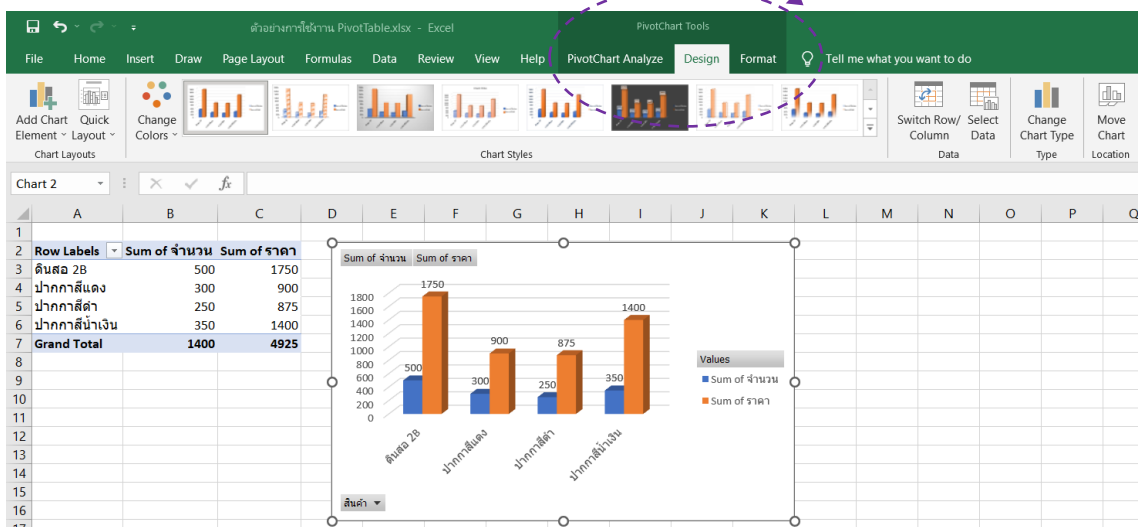 ตัวอย่างการใช้งาน PivotTable.xlsx - Excel PivotChart Tools
File Home Insert Draw Page Layout Formulas Data Review View Help PivotChart Analyze Design Format Tell me what you want to do
Add Chart Quick Change Switch Row/ Select Change Move
Element Layout Colors Column Data Chart Type Chart
Chart Layouts Chart Styles Data Type Location
Chart 2 fx
A B C D E F G H I J K L M N O P Q
1
2 Row Labels Sum of จำนวน Sum of ราคา
3 ดินสอ 2B 500 1750
4 ปากกาสีแดง 300 900
5 ปากกาสีดำ 250 875
6 ปากกาสีน้ำเงิน 350 1400
7 Grand Total 1400 4925
8
9
10
11
12
13
14
15
16
17
Sum of จำนวน Sum of ราคา
1800
1600
1400
1200
1000
800
600
400
200
0
500 1750 300 900 250 875 350 1400
ดินสอ 2B ปากกาสีแดง ปากกาสีดำ ปากกาสีน้ำเงิน
Values
Sum of จำนวน
Sum of ราคา
สินค้า